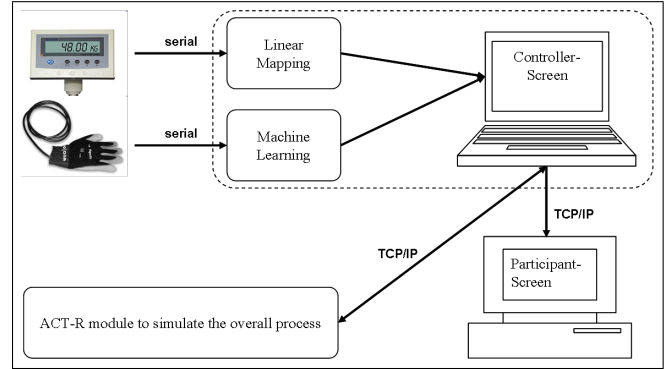 48.00 KG
serial
Linear
Mapping
Controller-
Screen
serial
Machine
Learning
TCP/IP
TCP/IP
Participant-
Screen
ACT-R module to simulate the overall process